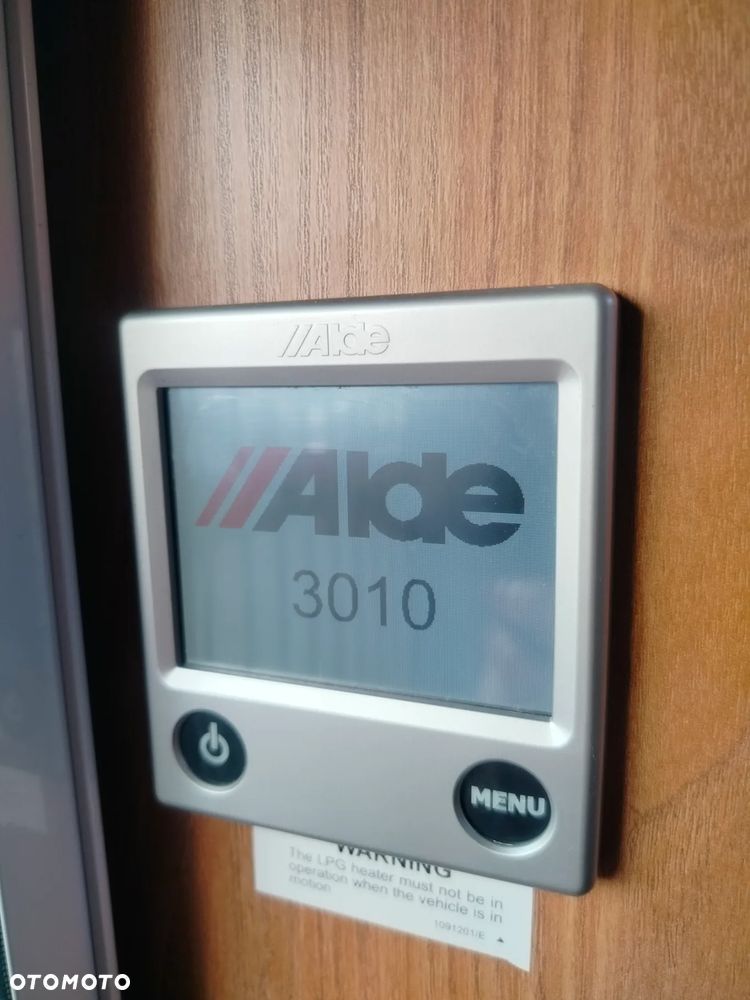 //Alde
//Alde
3010
MENU
WARNING
The LPG heater must not be in
operation when the vehicle is in
motion
1091201/E
OTOMOTO